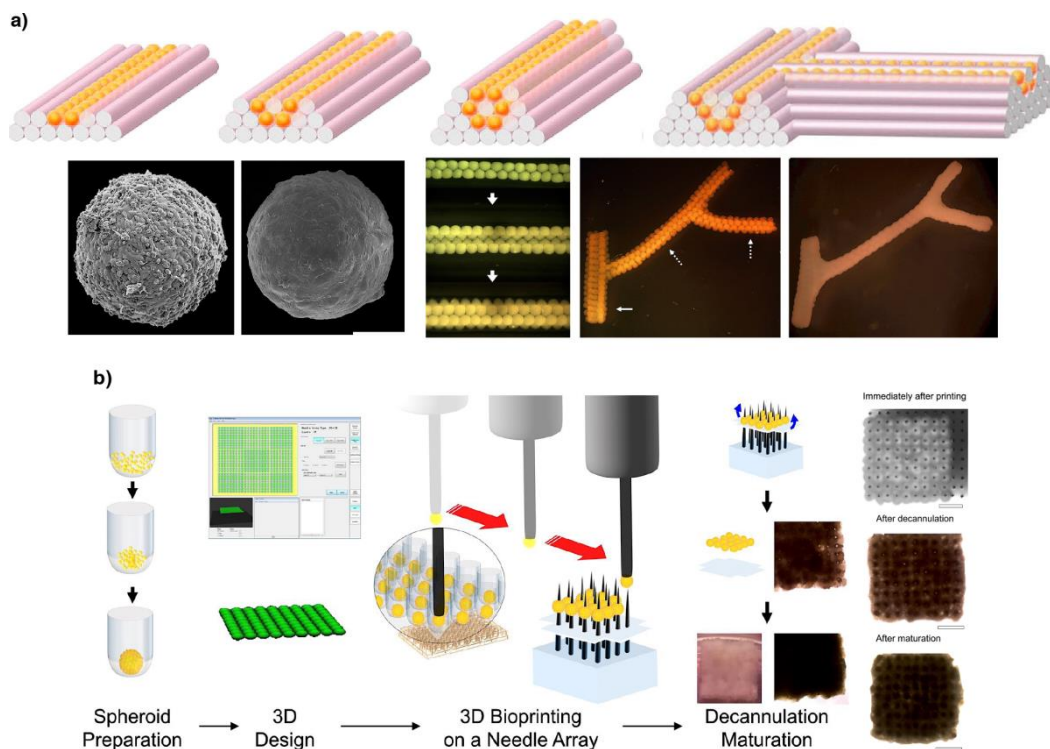 a)
b)
Immediately after printing
After decannulation
After maturation
Spheroid
Preparation
3D
Design
3D Bioprinting
on a Needle Array
Decannulation
Maturation